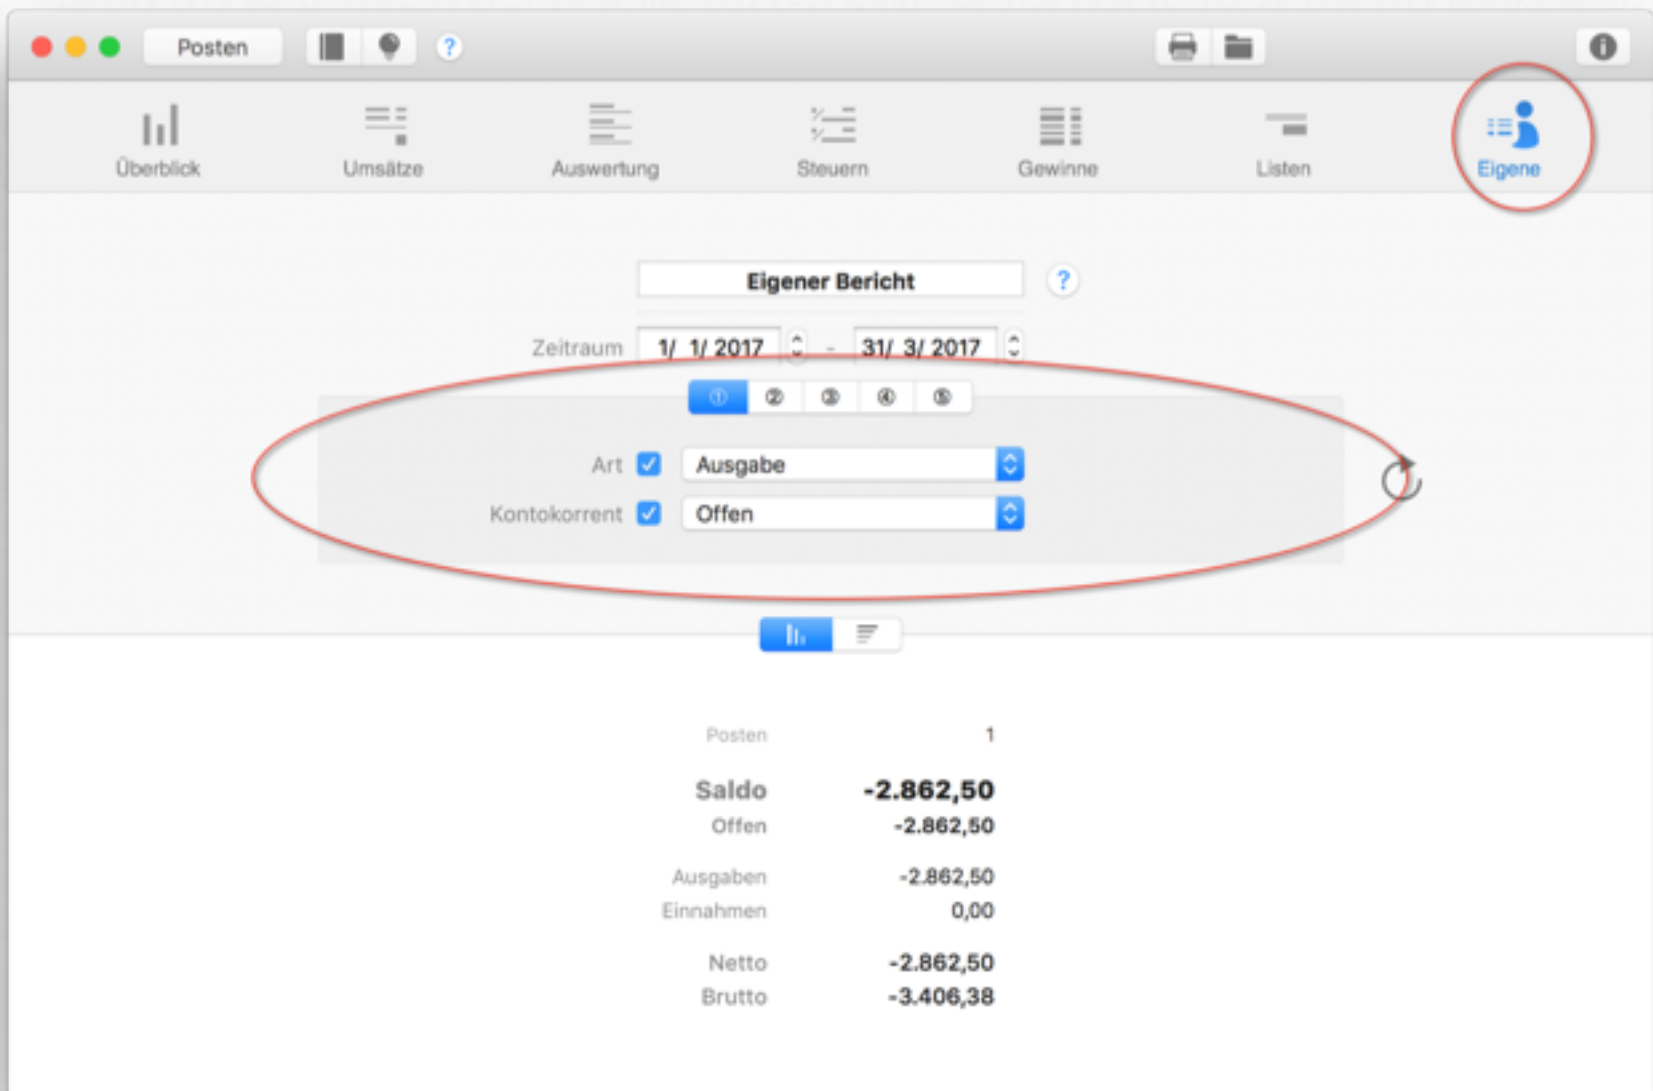 Posten ?
Überblick Umsätze Auswertung Steuern Gewinne Listen Eigene
Eigener Bericht ?
Zeitraum 1/ 1/ 2017 - 31/ 3/ 2017
① ② ③ ④ ⑤
Art Ausgabe
Kontokorrent Offen
Posten 1
Saldo -2.862,50
Offen -2.862,50
Ausgaben -2.862,50
Einnahmen 0,00
Netto -2.862,50
Brutto -3.406,38